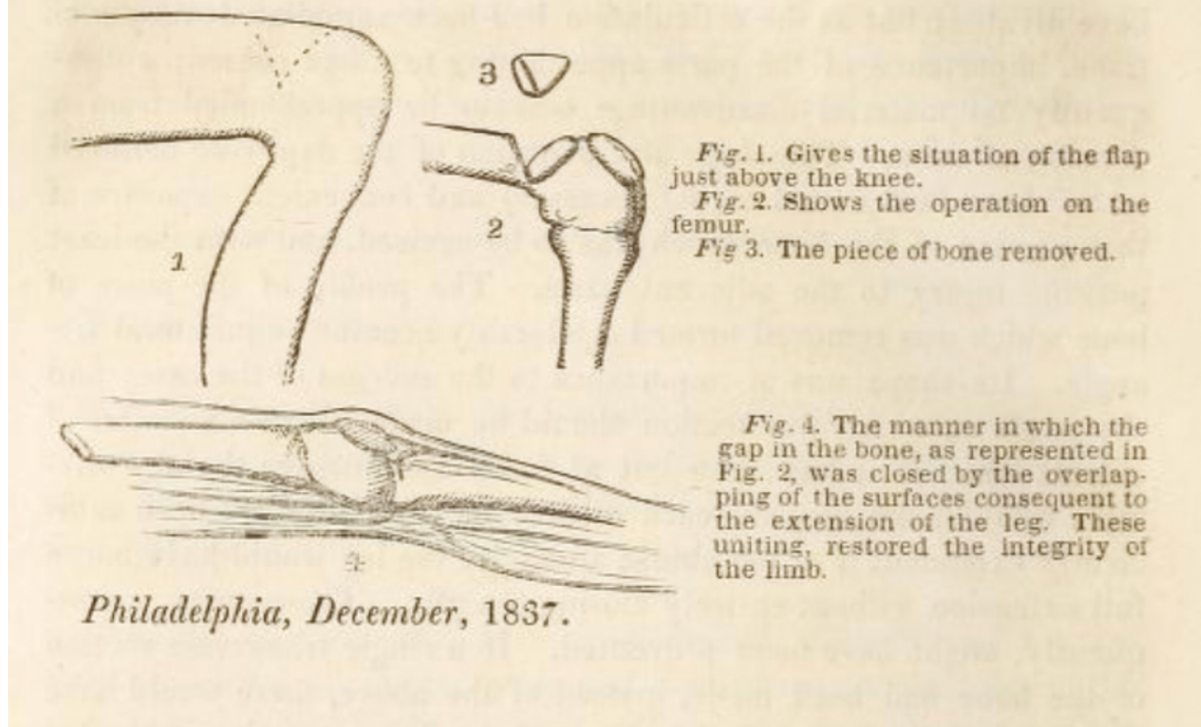 3
Fig. 1. Gives the situation of the flap
just above the knee.
Fig. 2. Shows the operation on the
femur.
Fig 3. The piece of bone removed.
2
1
Fig. 4. The manner in which the
gap in the bone, as represented in
Fig. 2, was closed by the overlap-
ping of the surfaces consequent to
the extension of the leg. These
uniting, restored the integrity of
the limb.
4
Philadelphia, December, 1837.